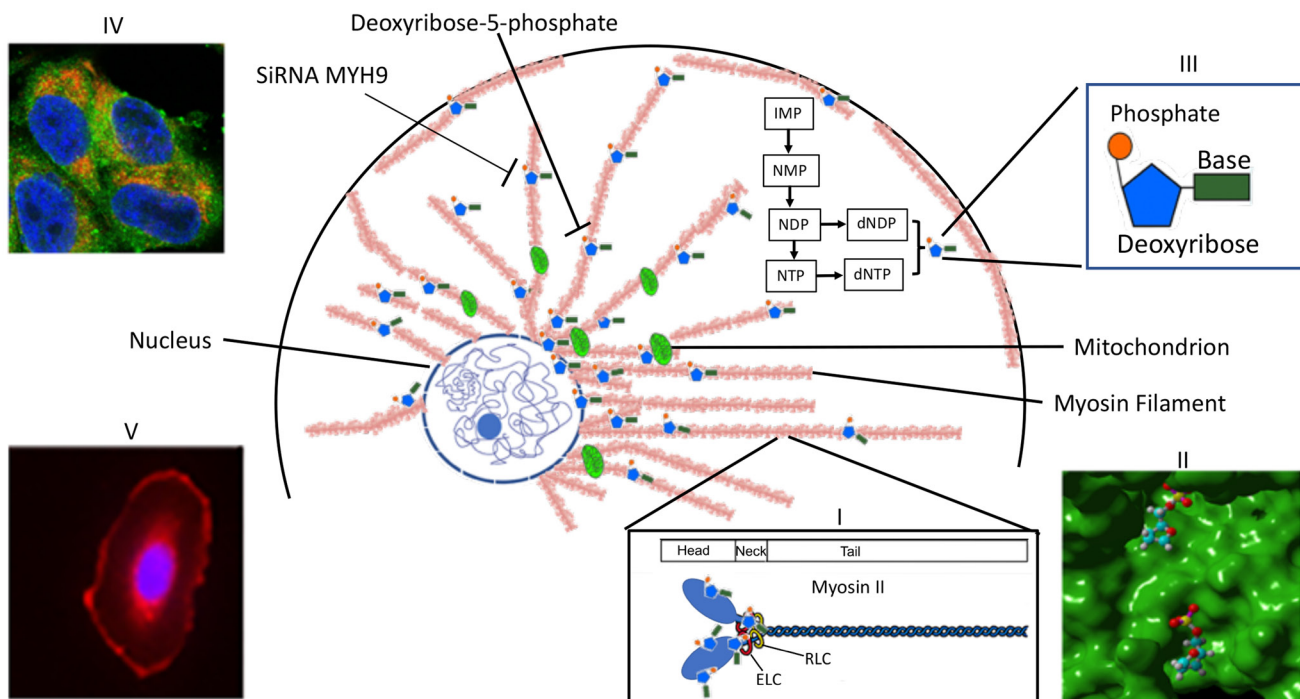 IV
Deoxyribose-5-phosphate
SiRNA MYH9
III
Phosphate
Base
Deoxyribose
IMP
NMP
NDP
dNDP
NTP
dNTP
Nucleus
Mitochondrion
Myosin Filament
V
II
I
Head
Neck
Tail
Myosin II
RLC
ELC